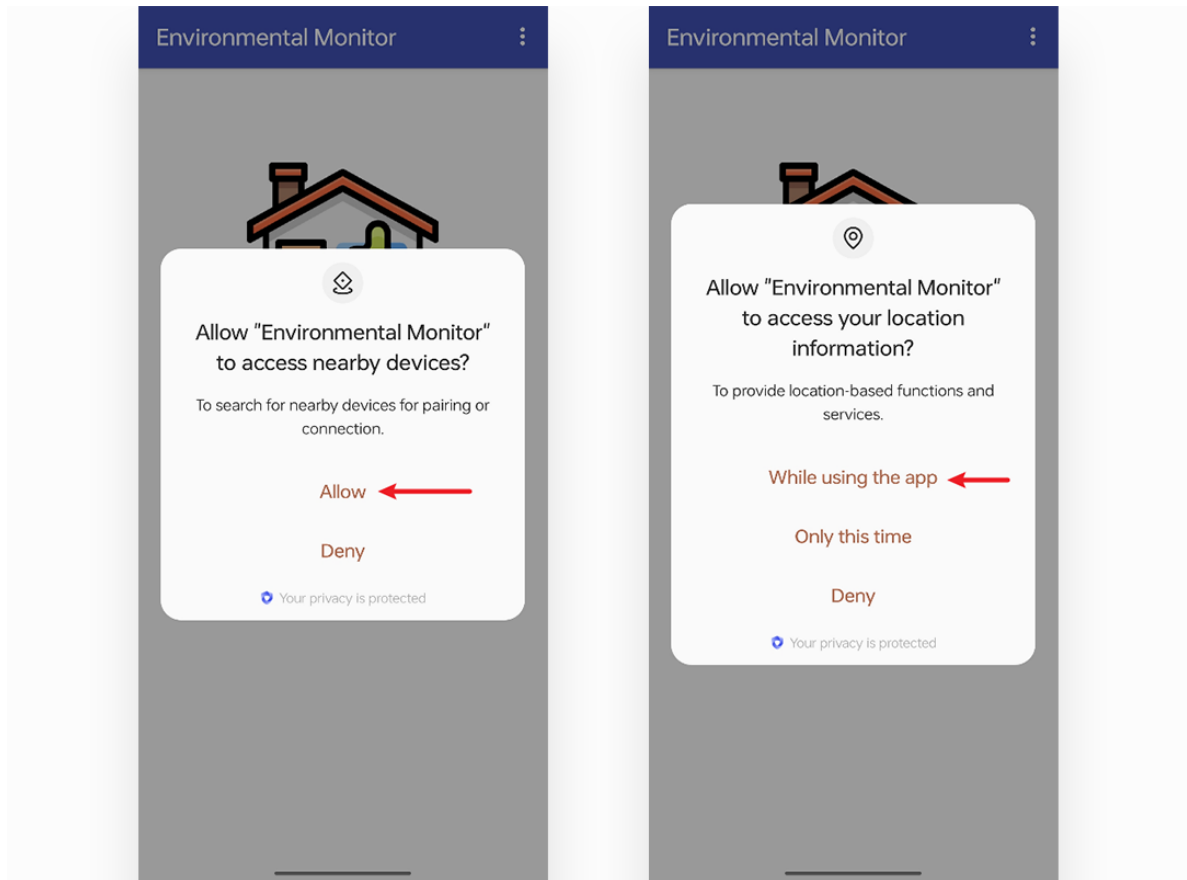 Environmental Monitor
Allow "Environmental Monitor"
to access nearby devices?
To search for nearby devices for pairing or
connection.
Allow
Deny
Your privacy is protected
Environmental Monitor
Allow "Environmental Monitor"
to access your location
information?
To provide location-based functions and
services.
While using the app
Only this time
Deny
Your privacy is protected